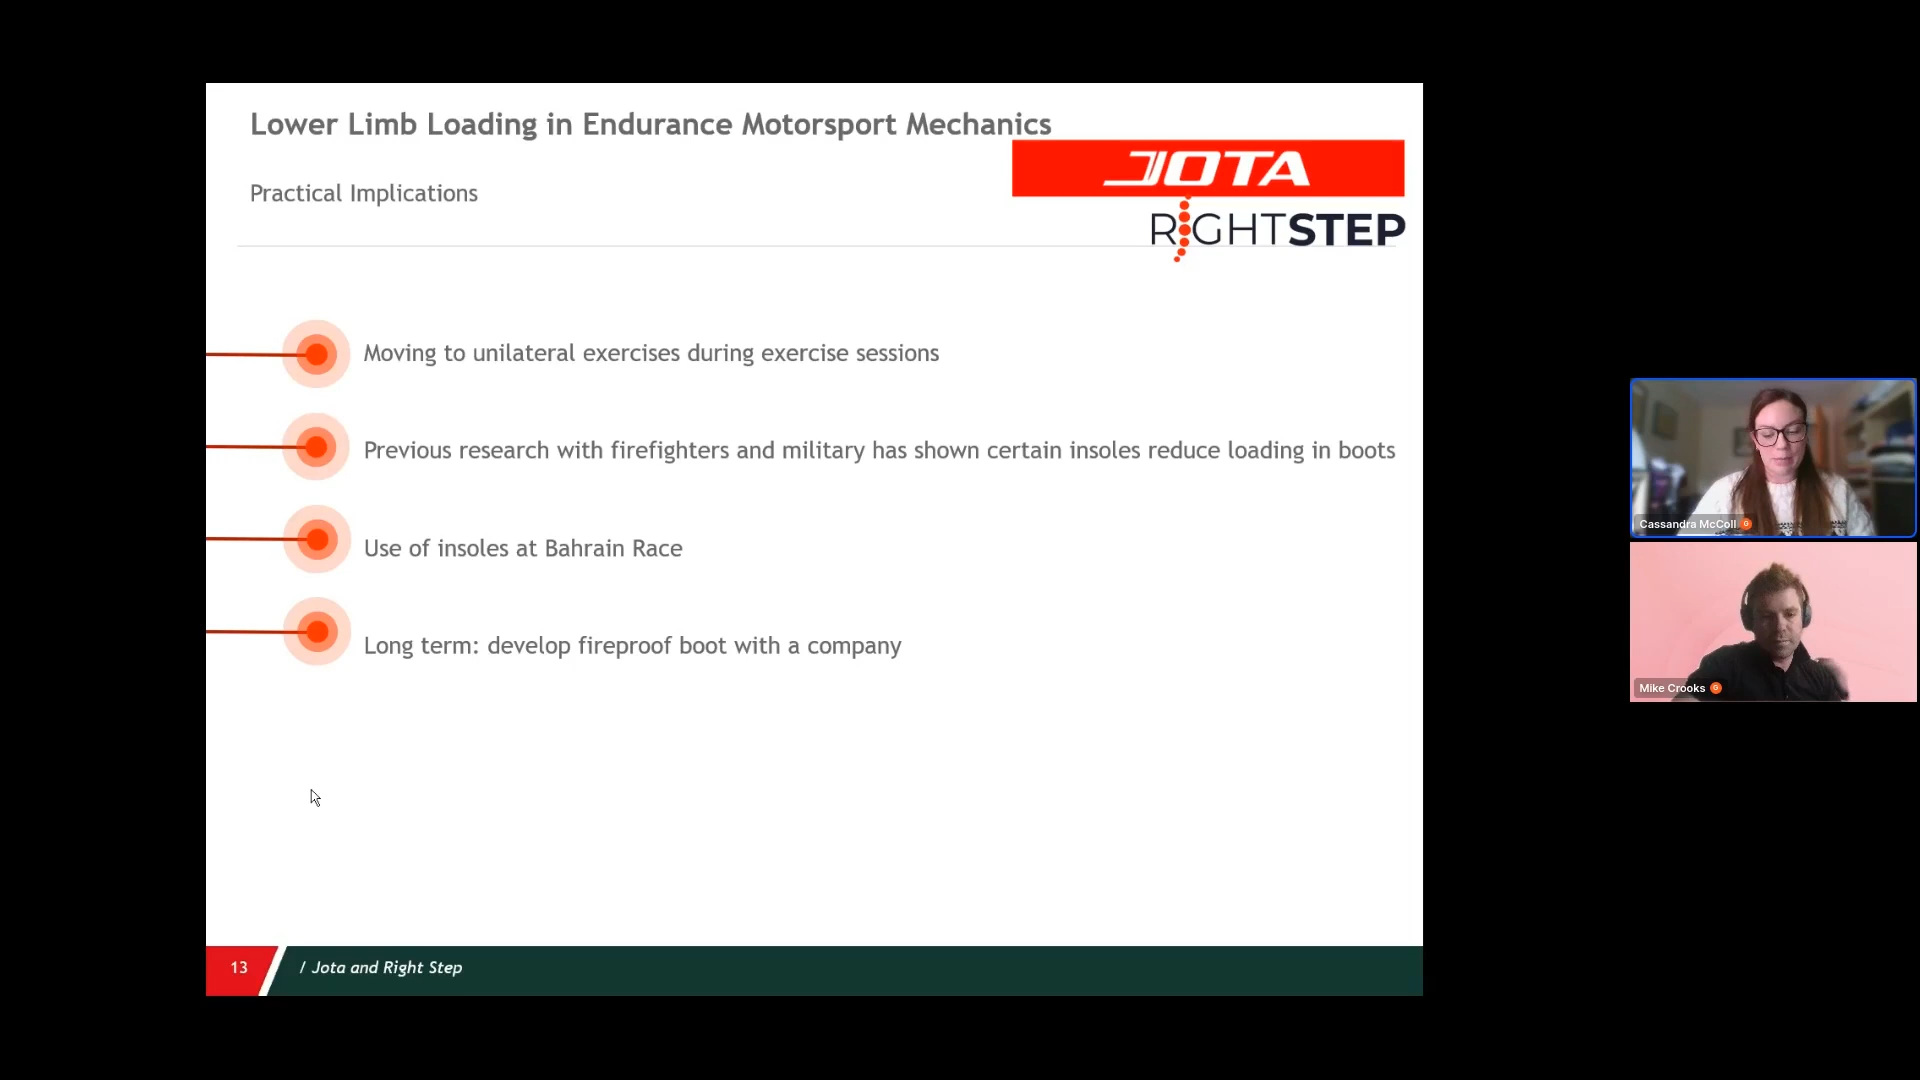 Lower Limb Loading in Endurance Motorsport Mechanics
JOTA
Practical Implications
RIGHTSTEP
Moving to unilateral exercises during exercise sessions
Previous research with firefighters and military has shown certain insoles reduce loading in boots
Use of insoles at Bahrain Race
Long term: develop fireproof boot with a company
13
/ Jota and Right Step
Cassandra McColl G
Mike Crooks G